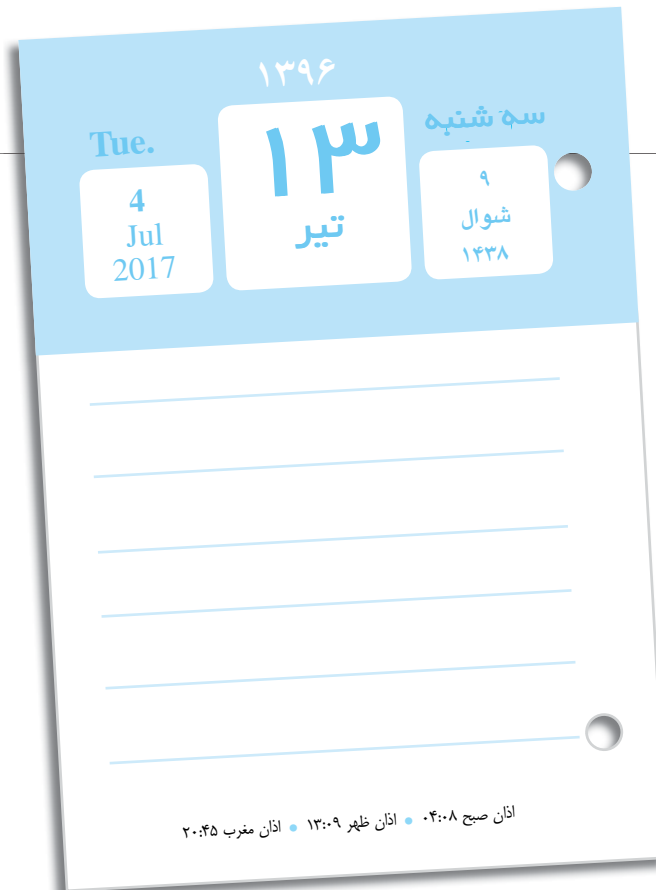 ۱۳۹۶
سه شنبه
۹
شوال
۱۴۳۸
۱۳
تیر
Tue.
4
Jul
2017
اذان صبح ۰۴:۰۸ • اذان ظهر ۱۳:۰۹ • اذان مغرب ۲۰:۴۵